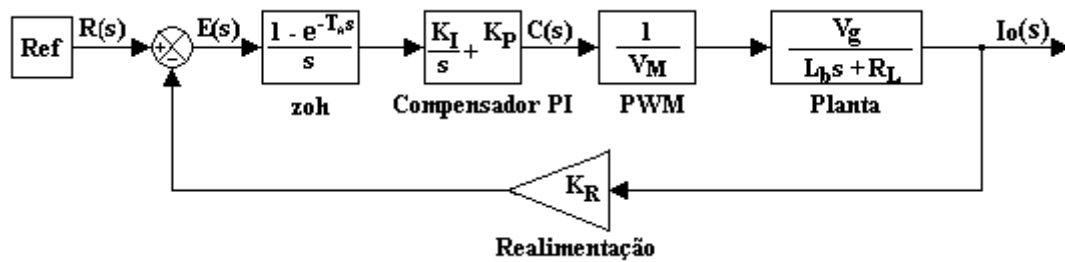 Ref
R(s)
+
−
E(s)
1 - e^-Tₐs
s
zoh
K_I
s
+
K_P
Compensador PI
C(s)
1
V_M
PWM
V_g
L_b s + R_L
Planta
Io(s)
K_R
Realimentação